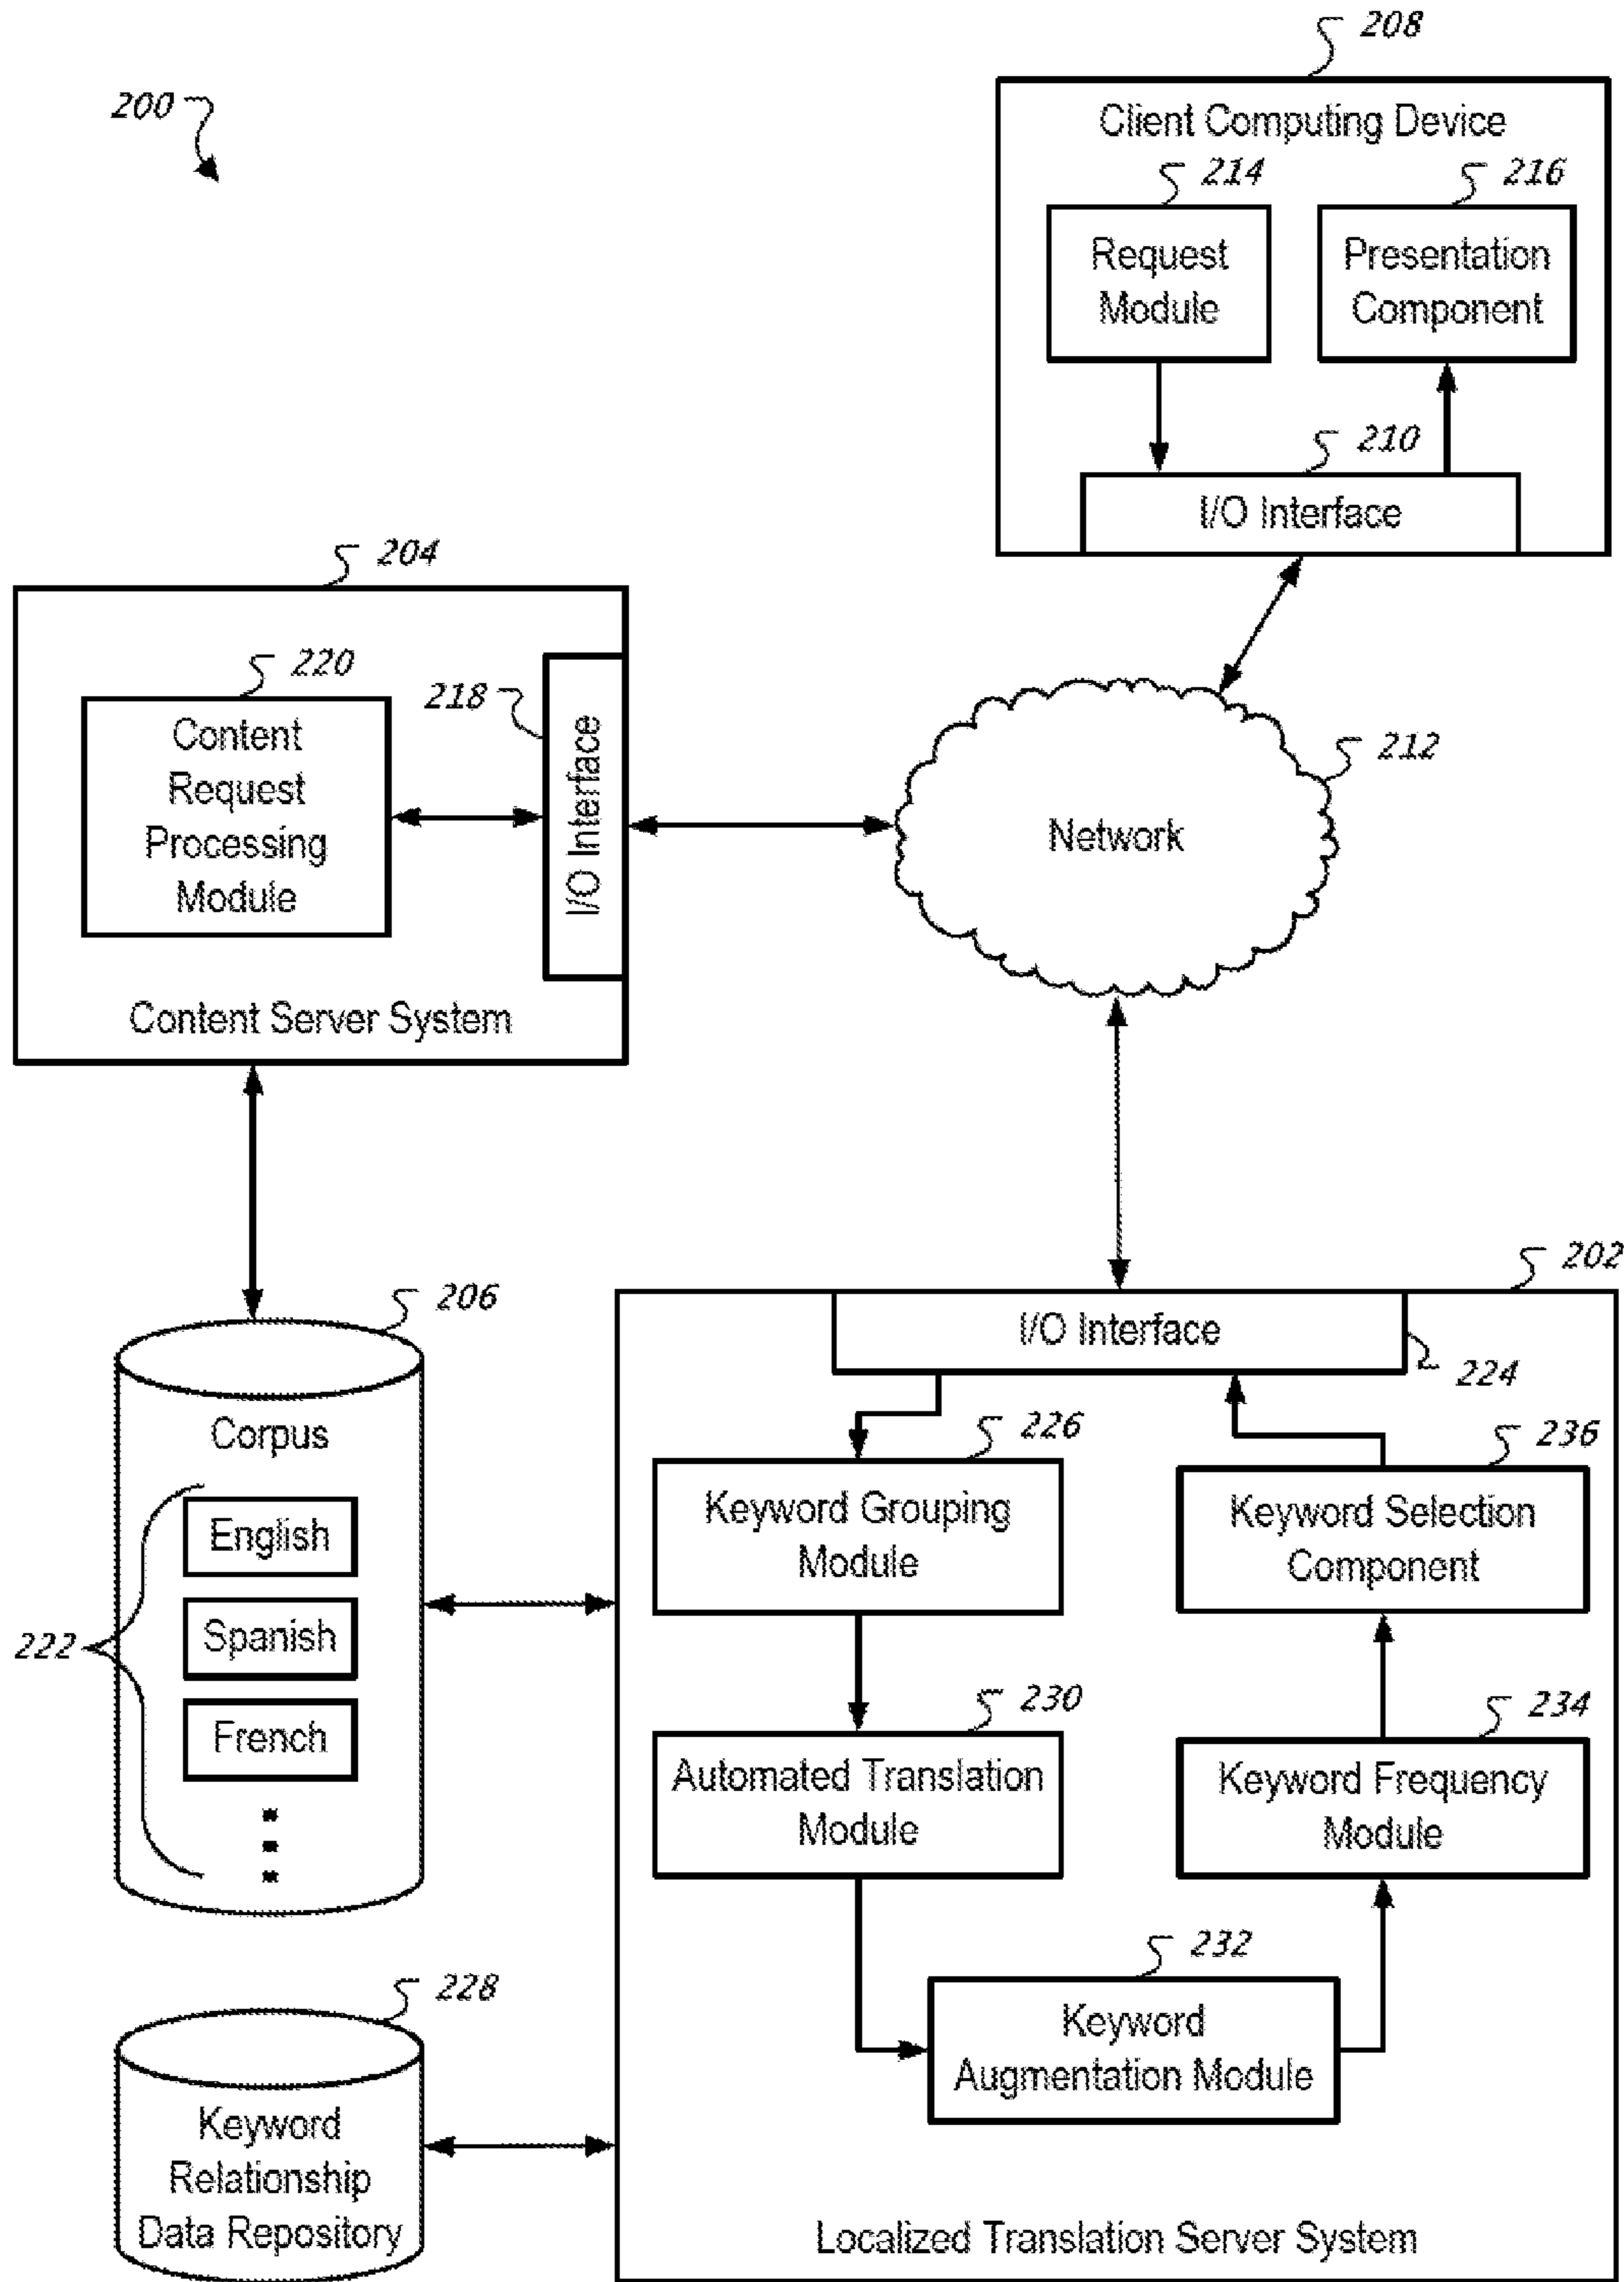 208
200
Client Computing Device
214
216
Request
Module
Presentation
Component
210
I/O Interface
204
220
218
Content
Request
Processing
Module
I/O Interface
Content Server System
212
Network
202
206
I/O Interface
224
Corpus
226
236
English
Keyword Grouping
Module
Keyword Selection
Component
222
Spanish
French
230
234
Automated Translation
Module
Keyword Frequency
Module
232
Keyword
Augmentation Module
228
Keyword
Relationship
Data Repository
Localized Translation Server System